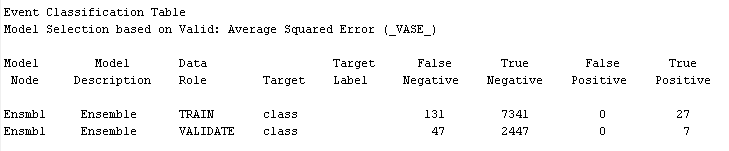 Event Classification Table
Model Selection based on Valid: Average Squared Error (_VASE_)
Model Model Data Target False True False True
Node Description Role Target Label Negative Negative Positive Positive
Ensmbl Ensemble TRAIN class 131 7341 0 27
Ensmbl Ensemble VALIDATE class 47 2447 0 7